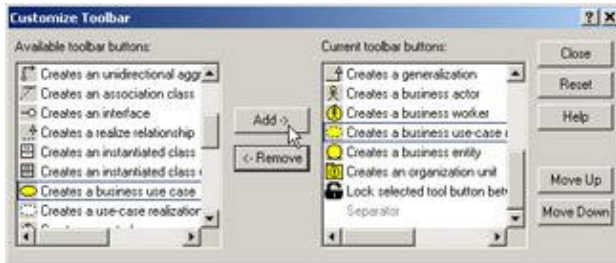 Customize Toolbar
Available toolbar buttons:
Creates an unidirectional aggr
Creates an association class
Creates an interface
Creates a realize relationship
Creates an instantiated class
Creates an instantiated class
Creates a business use case
Creates a use-case realization
Add ->
<- Remove
Current toolbar buttons:
Creates a generalization
Creates a business actor
Creates a business worker
Creates a business use-case
Creates a business entity
Creates an organization unit
Lock selected tool button betw
Separator
Close
Reset
Help
Move Up
Move Down